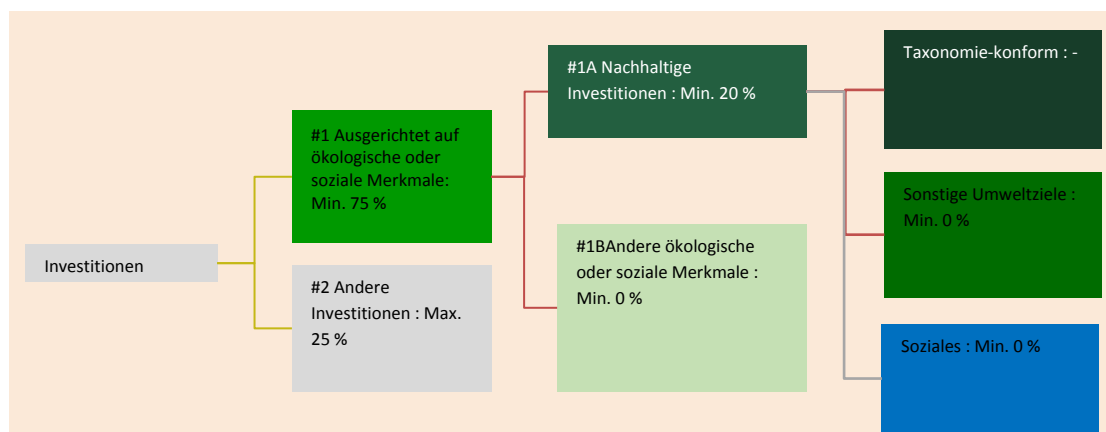 Investitionen
#1 Ausgerichtet auf
ökologische oder
soziale Merkmale:
Min. 75 %
#2 Andere
Investitionen : Max.
25 %
#1A Nachhaltige
Investitionen : Min. 20 %
#1BAndere ökologische
oder soziale Merkmale :
Min. 0 %
Taxonomie-konform : -
Sonstige Umweltziele :
Min. 0 %
Soziales : Min. 0 %